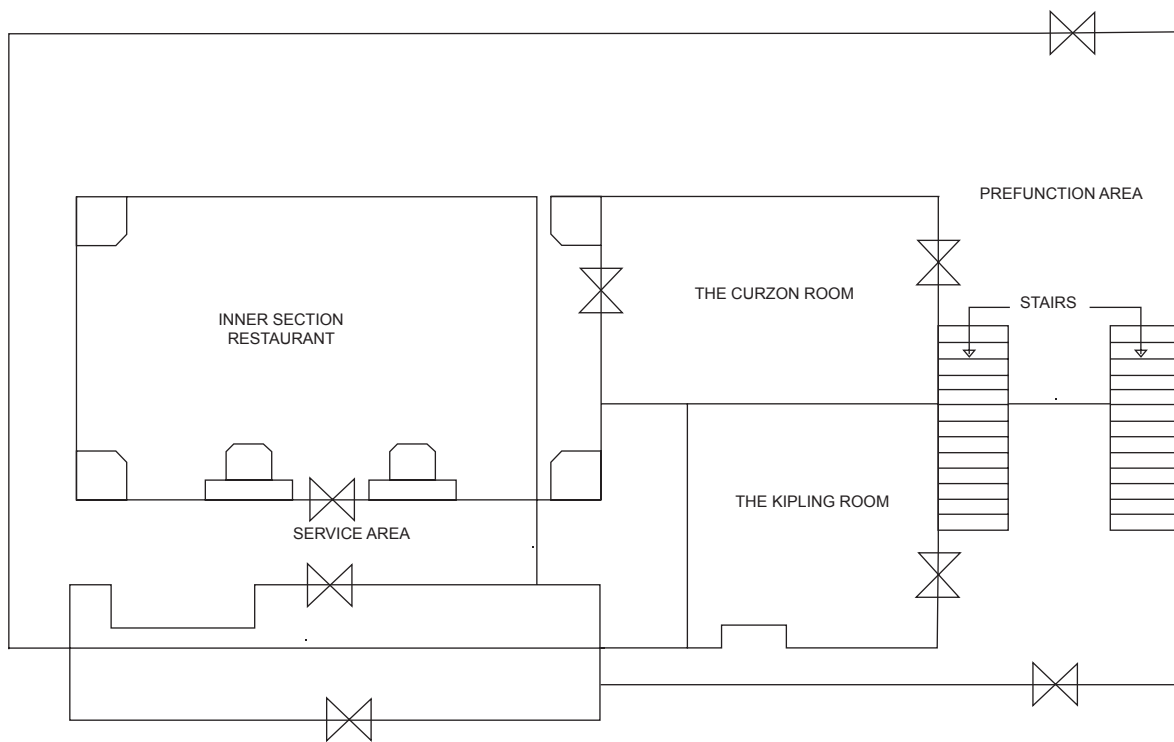 PREFUNCTION AREA
THE CURZON ROOM
STAIRS
INNER SECTION
RESTAURANT
THE KIPLING ROOM
SERVICE AREA